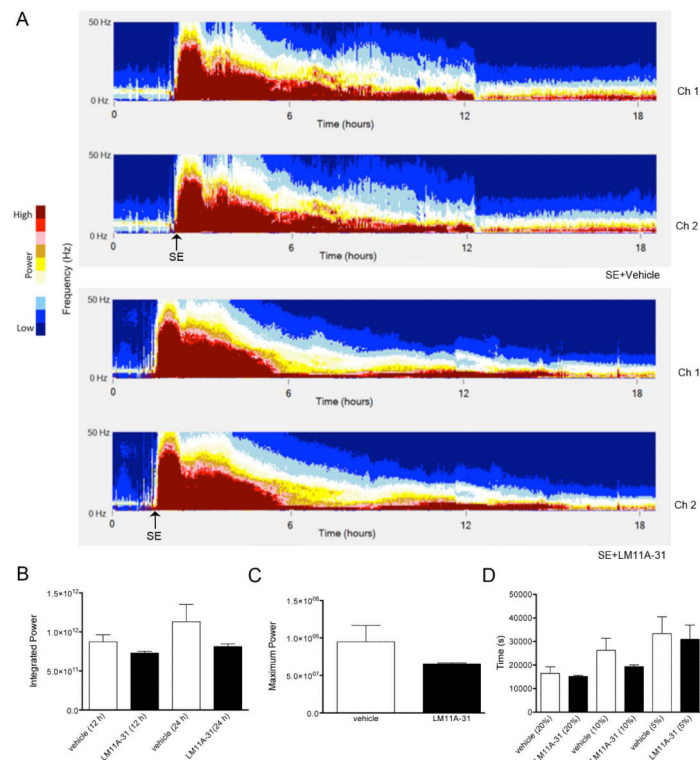 A
50 Hz
0 Hz
0
6
12
18
Time (hours)
Ch 1
50 Hz
0 Hz
0
6
12
18
Time (hours)
Ch 2
SE
SE+Vehicle
High
Power
Low
Frequency (Hz)
50 Hz
0 Hz
0
6
12
18
Time (hours)
Ch 1
50 Hz
0 Hz
0
6
12
18
Time (hours)
Ch 2
SE
SE+LM11A-31
B
Integrated Power
1.5×10¹²
1.0×10¹²
5.0×10¹¹
0.0
vehicle (12 h)
LM11A-31 (12 h)
vehicle (24 h)
LM11A-31(24 h)
C
Maximum Power
1.5×10⁰⁸
1.0×10⁰⁸
5.0×10⁰⁷
0.0
vehicle
LM11A-31
D
Time (s)
50000
40000
30000
20000
10000
0
vehicle (20%)
LM11A-31 (20%)
vehicle (10%)
LM11A-31 (10%)
vehicle (5%)
LM11A-31 (5%)